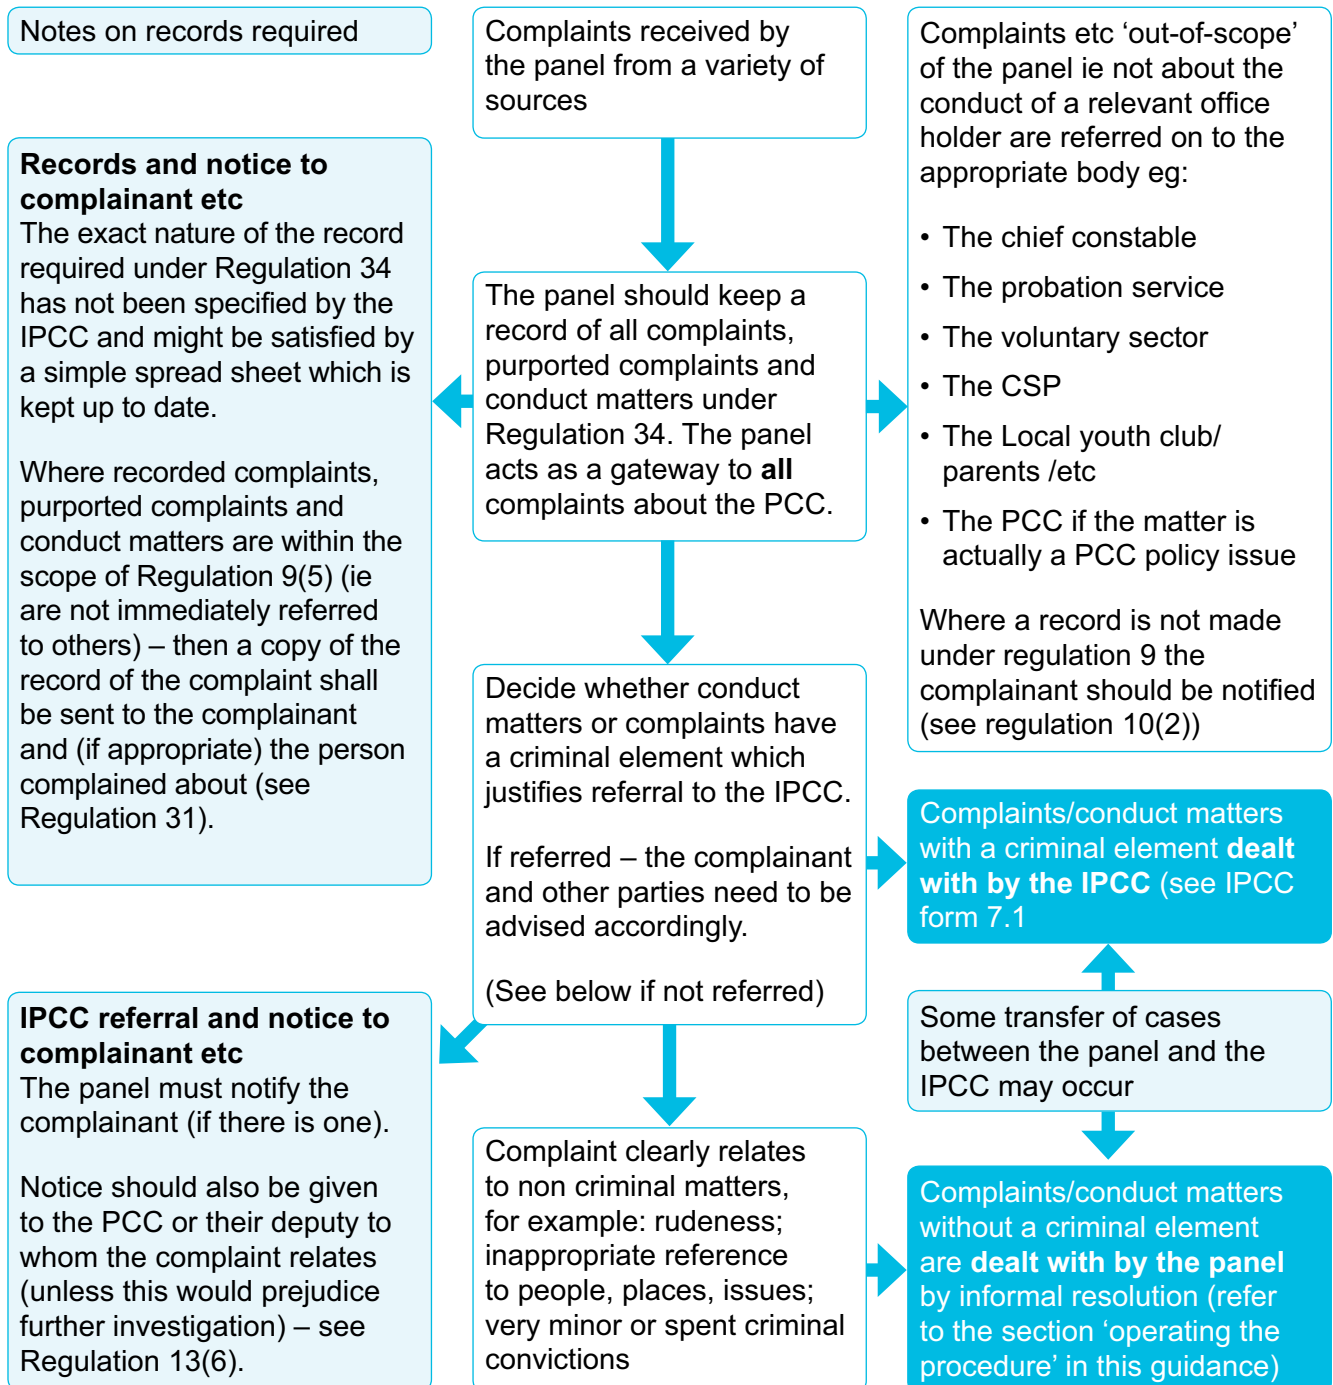 Notes on records required
Records and notice to
complainant etc
The exact nature of the record
required under Regulation 34
has not been specified by the
IPCC and might be satisfied by
a simple spread sheet which is
kept up to date.
Where recorded complaints,
purported complaints and
conduct matters are within the
scope of Regulation 9(5) (ie
are not immediately referred
to others) – then a copy of the
record of the complaint shall
be sent to the complainant
and (if appropriate) the person
complained about (see
Regulation 31).
IPCC referral and notice to
complainant etc
The panel must notify the
complainant (if there is one).
Notice should also be given
to the PCC or their deputy to
whom the complaint relates
(unless this would prejudice
further investigation) – see
Regulation 13(6).
Complaints received by
the panel from a variety of
sources
The panel should keep a
record of all complaints,
purported complaints and
conduct matters under
Regulation 34. The panel
acts as a gateway to all
complaints about the PCC.
Decide whether conduct
matters or complaints have
a criminal element which
justifies referral to the IPCC.
If referred – the complainant
and other parties need to be
advised accordingly.
(See below if not referred)
Complaint clearly relates
to non criminal matters,
for example: rudeness;
inappropriate reference
to people, places, issues;
very minor or spent criminal
convictions
Complaints etc ‘out-of-scope’
of the panel ie not about the
conduct of a relevant office
holder are referred on to the
appropriate body eg:
• The chief constable
• The probation service
• The voluntary sector
• The CSP
• The Local youth club/
parents /etc
• The PCC if the matter is
actually a PCC policy issue
Where a record is not made
under regulation 9 the
complainant should be notified
(see regulation 10(2))
Complaints/conduct matters
with a criminal element dealt
with by the IPCC (see IPCC
form 7.1
Some transfer of cases
between the panel and the
IPCC may occur
Complaints/conduct matters
without a criminal element
are dealt with by the panel
by informal resolution (refer
to the section ‘operating the
procedure’ in this guidance)